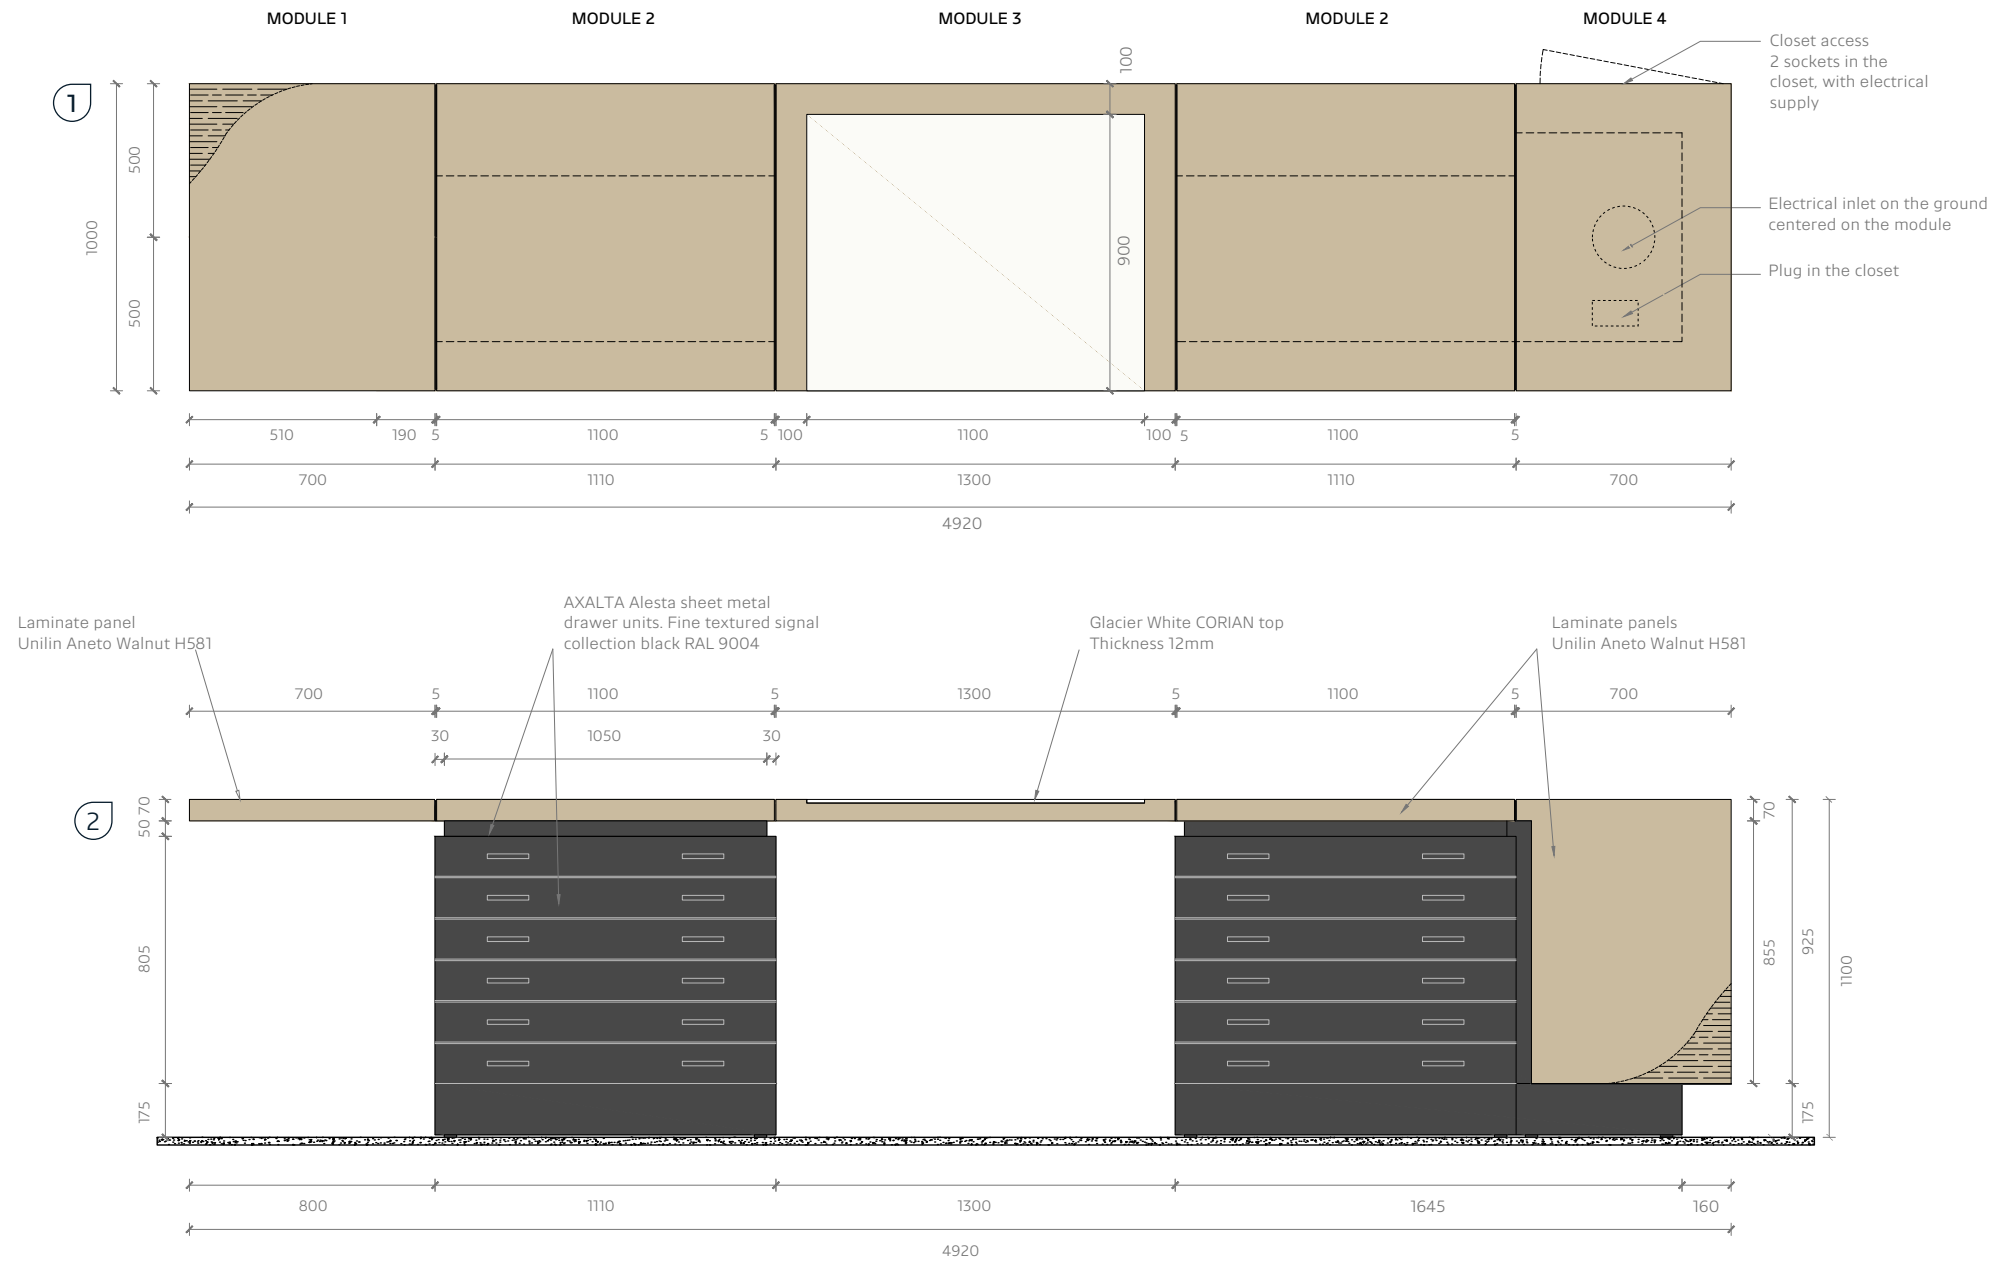 MODULE 1
MODULE 2
MODULE 3
MODULE 2
MODULE 4
1
1000
500
500
100
900
Closet access
2 sockets in the
closet, with electrical
supply
Electrical inlet on the ground
centered on the module
Plug in the closet
510
190
5
1100
5
100
1100
100
5
1100
5
700
1110
1300
1110
700
4920
Laminate panel
Unilin Aneto Walnut H581
AXALTA Alesta sheet metal
drawer units. Fine textured signal
collection black RAL 9004
Glacier White CORIAN top
Thickness 12mm
Laminate panels
Unilin Aneto Walnut H581
700
5
1100
5
1300
5
1100
5
700
30
1050
30
2
70
50
805
175
70
855
925
175
1100
800
1110
1300
1645
160
4920